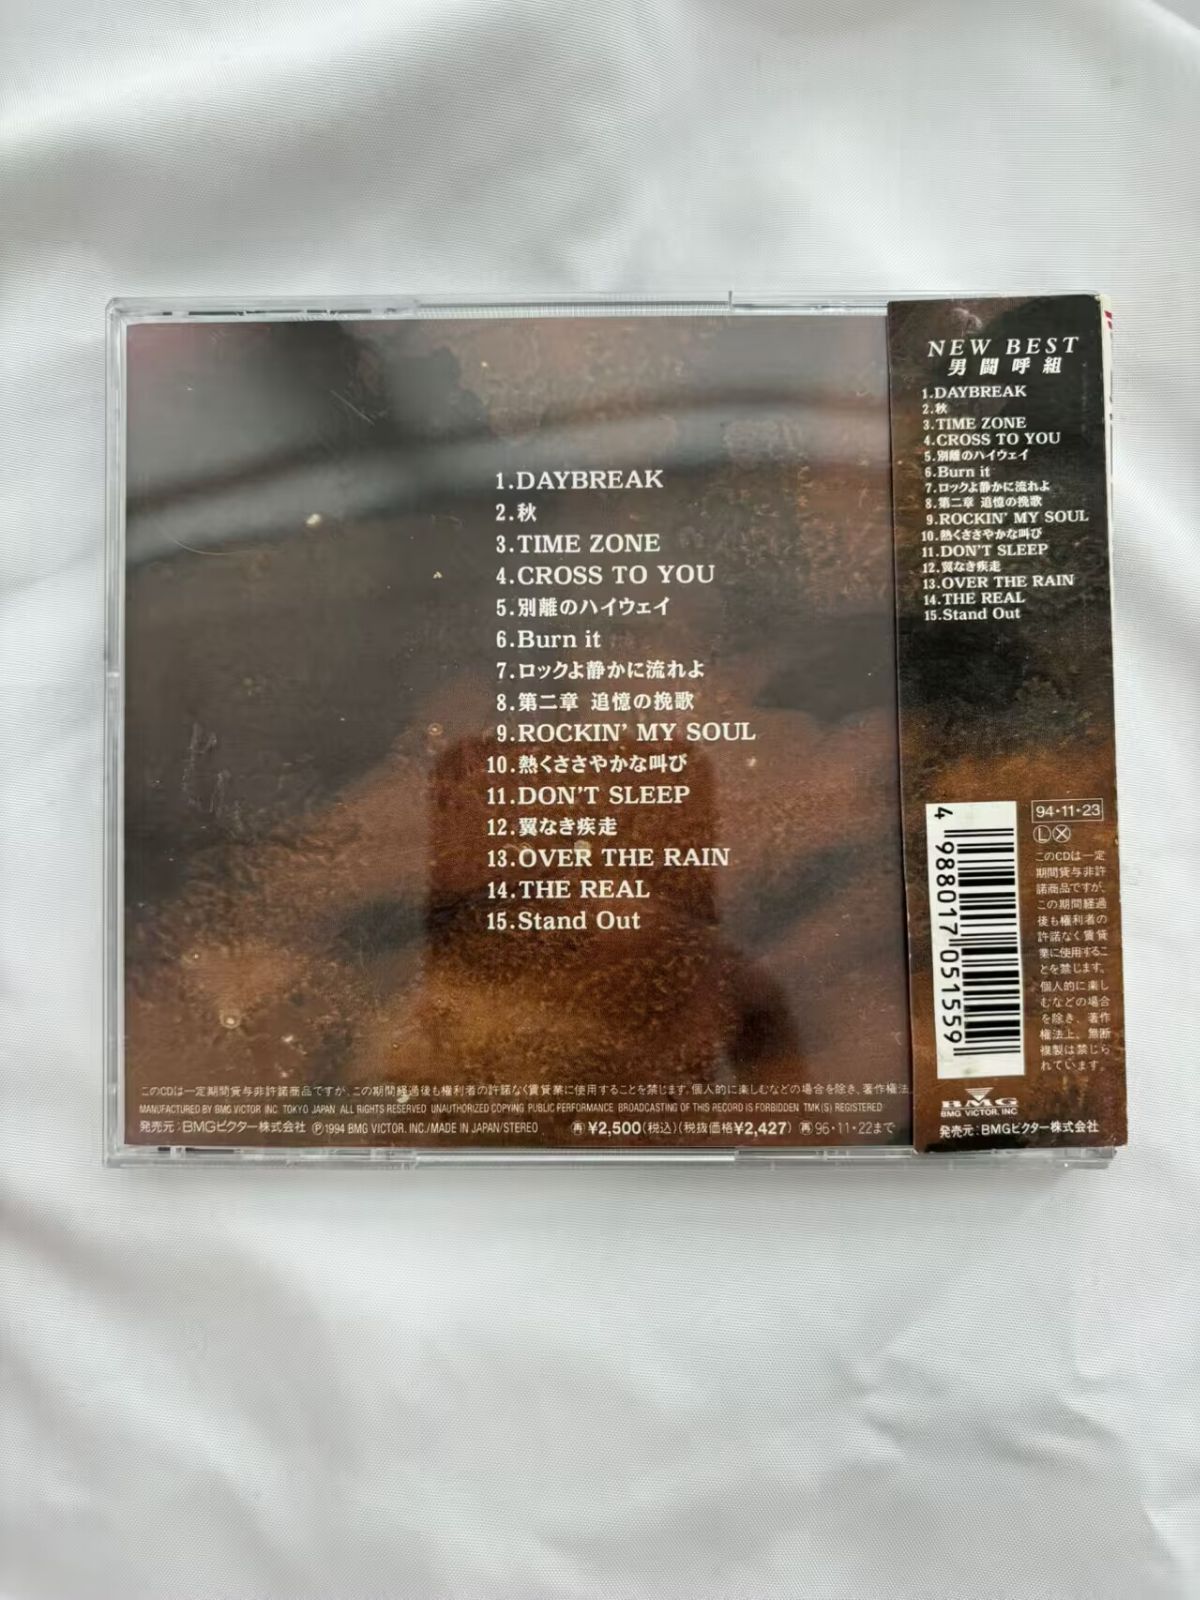 1.DAYBREAK
2.秋
3.TIME ZONE
4.CROSS TO YOU
5.別離のハイウェイ
6.Burn it
7.ロックよ静かに流れよ
8.第二章 追憶の挽歌
9.ROCKIN' MY SOUL
10.熱くささやかな叫び
11.DON'T SLEEP
12.翼なき疾走
13.OVER THE RAIN
14.THE REAL
15.Stand Out
このCDは一定期間貸与非許諾商品ですが、この期間経過後も権利者の許諾なく賃貸業に使用することを禁じます。個人的に楽しむなどの場合を除き、著作権法
MANUFACTURED BY BMG VICTOR INC. TOKYO JAPAN ALL RIGHTS RESERVED UNAUTHORIZED COPYING PUBLIC PERFORMANCE BROADCASTING OF THIS RECORD IS FORBIDDEN TMK(S) REGISTERED
発売元:BMGビクター株式会社 Ⓟ1994 BMG VICTOR. INC./MADE IN JAPAN/STEREO ㊢¥2,500(税込)(税抜価格¥2,427) ㊢96・11・22まで
NEW BEST
男闘呼組
1.DAYBREAK
2.秋
3.TIME ZONE
4.CROSS TO YOU
5.別離のハイウェイ
6.Burn it
7.ロックよ静かに流れよ
8.第二章 追憶の挽歌
9.ROCKIN' MY SOUL
10.熱くささやかな叫び
11.DON'T SLEEP
12.翼なき疾走
13.OVER THE RAIN
14.THE REAL
15.Stand Out
4 988017 051559
94・11・23
Ⓛ Ⓧ
このCDは一定
期間貸与非許
諾商品ですが、
この期間経過
後も権利者の
許諾なく賃貸
業に使用するこ
とを禁じます。
個人的に楽し
むなどの場合
を除き、著作
権法上、無断
複製は禁じら
れています。
BMG
BMG VICTOR. INC
発売元:BMGビクター株式会社